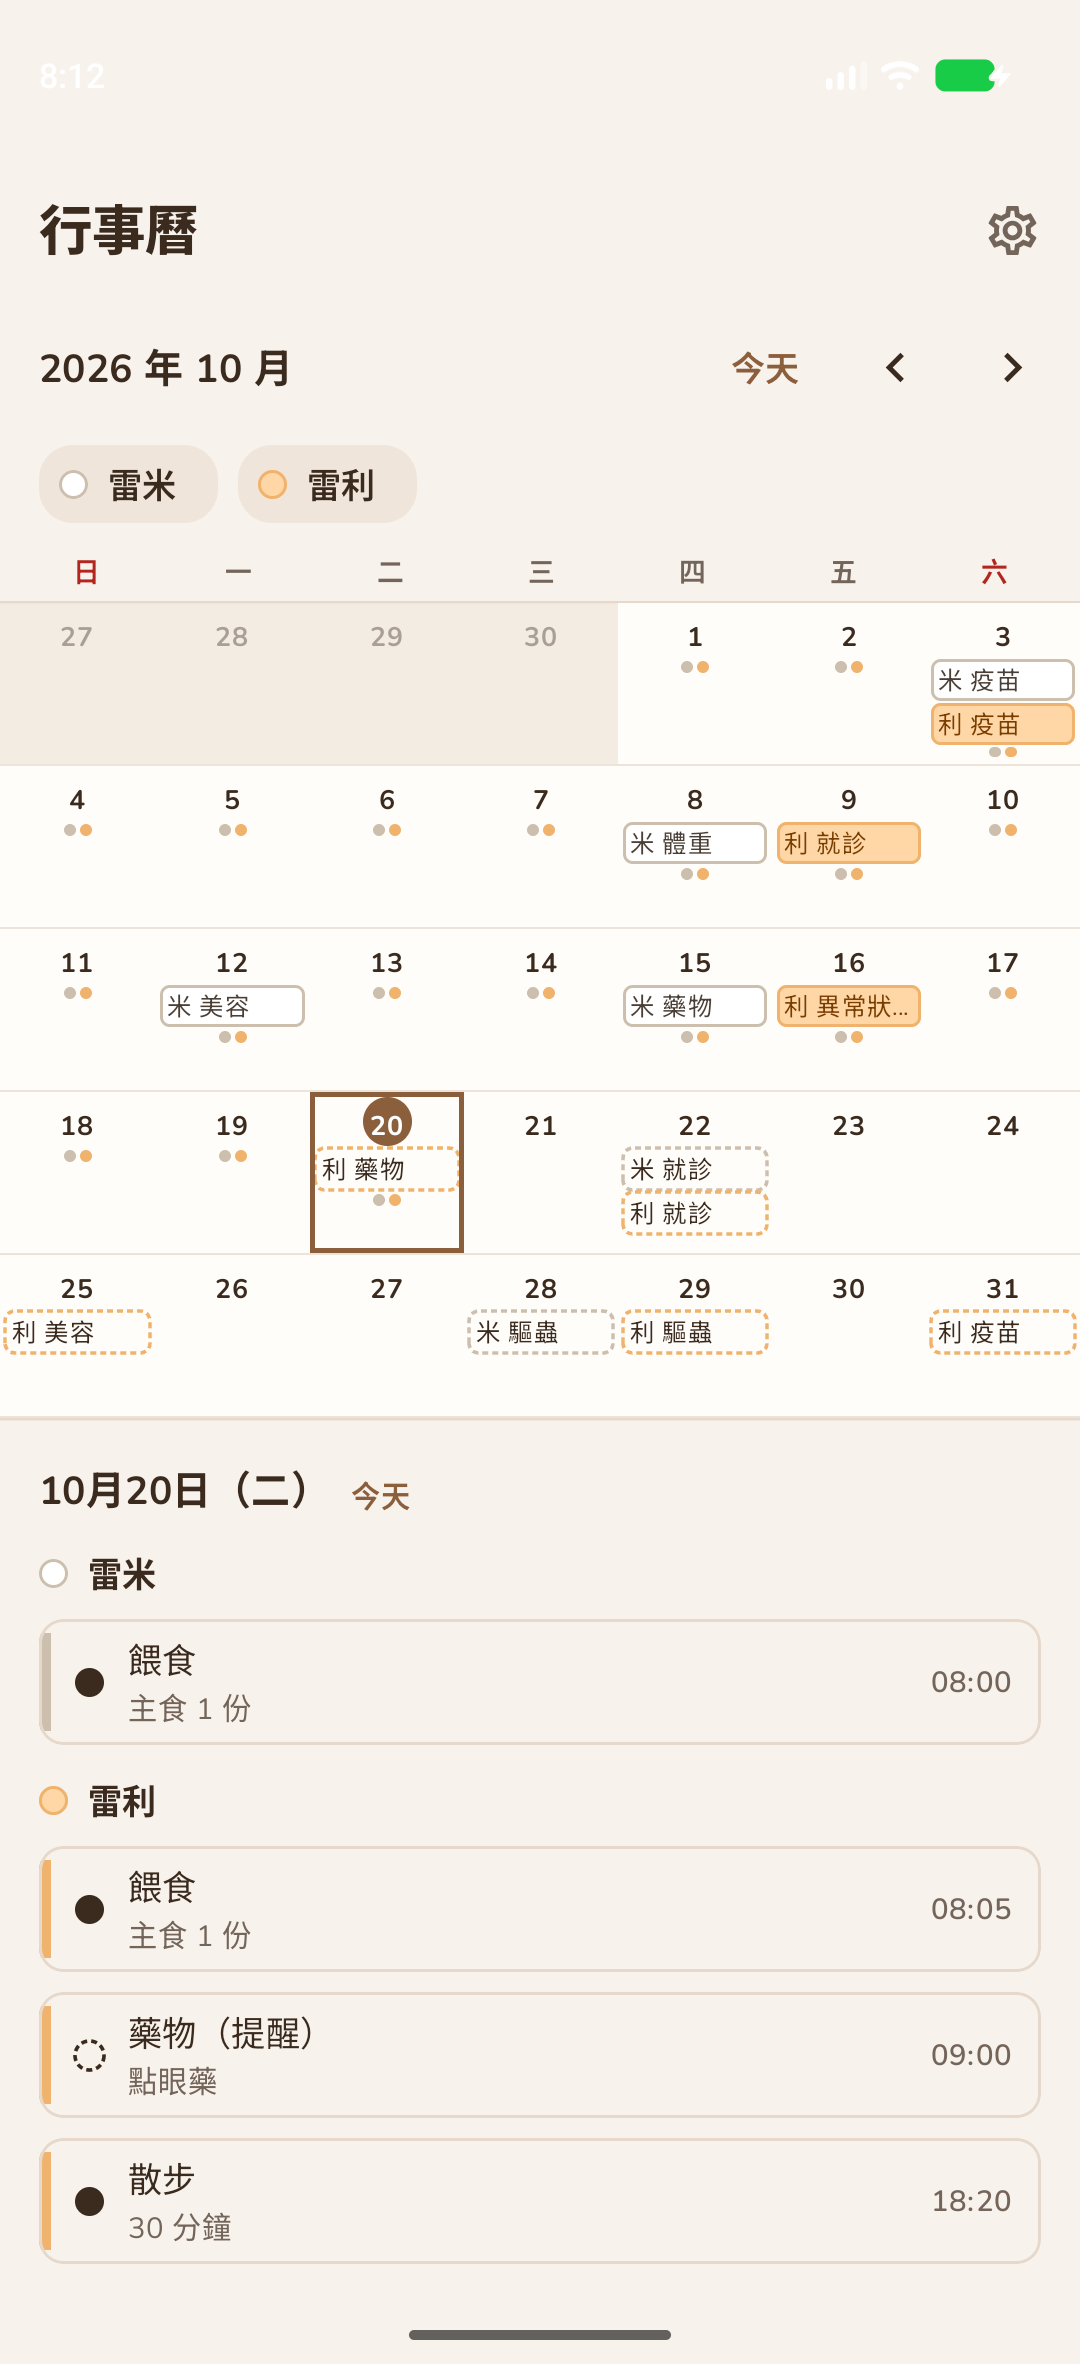 8:12
行事曆
2026 年 10 月 今天
雷米 雷利
日 一 二 三 四 五 六
27 28 29 30 1 2 3
米 疫苗
利 疫苗
4 5 6 7 8 9 10
米 體重 利 就診
11 12 13 14 15 16 17
米 美容 米 藥物 利 異常狀...
18 19 20 21 22 23 24
利 藥物 米 就診
利 就診
25 26 27 28 29 30 31
利 美容 米 驅蟲 利 驅蟲 利 疫苗
10月20日（二） 今天
雷米
餵食
主食 1 份
08:00
雷利
餵食
主食 1 份
08:05
藥物（提醒）
點眼藥
09:00
散步
30 分鐘
18:20